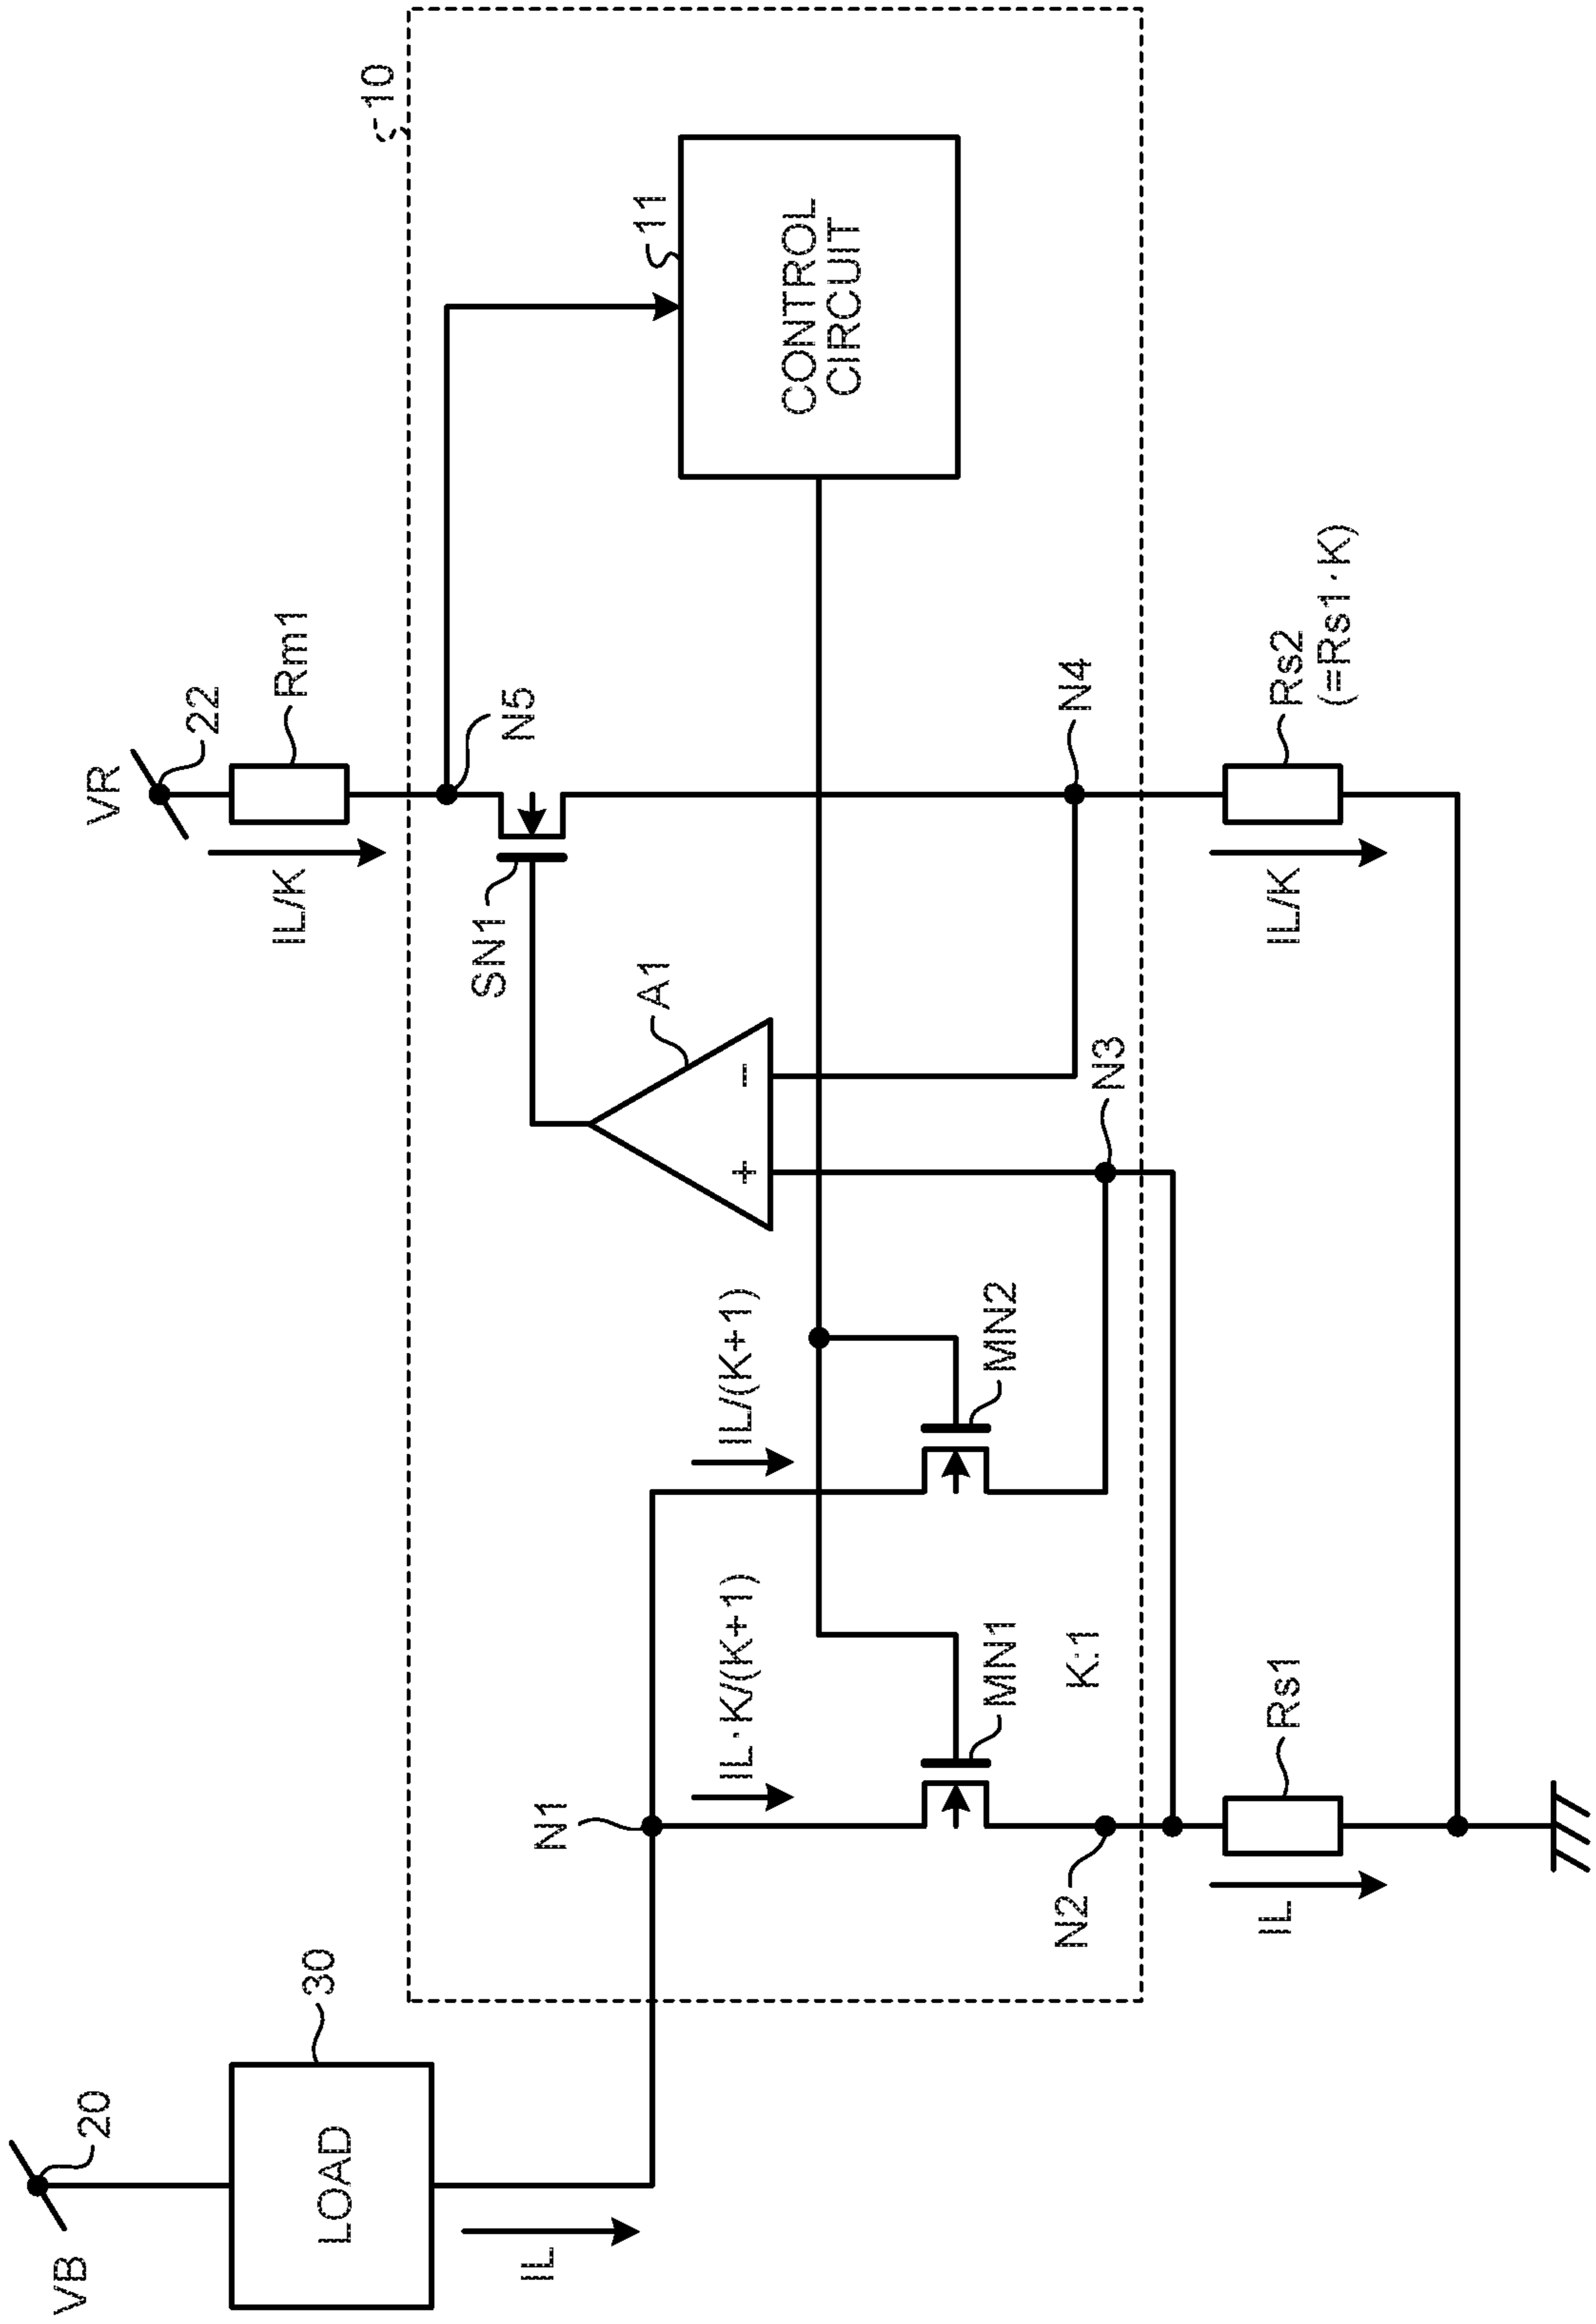 VB
20
LOAD
30
IL
N1
IL·K/(K+1)
MN1
K:1
N2
IL
Rs1
IL/(K+1)
MN2
N3
A1
+
−
SN1
IL/K
VR
22
Rm1
N5
N4
IL/K
Rs2
(=Rs1·K)
11
CONTROL
CIRCUIT
10